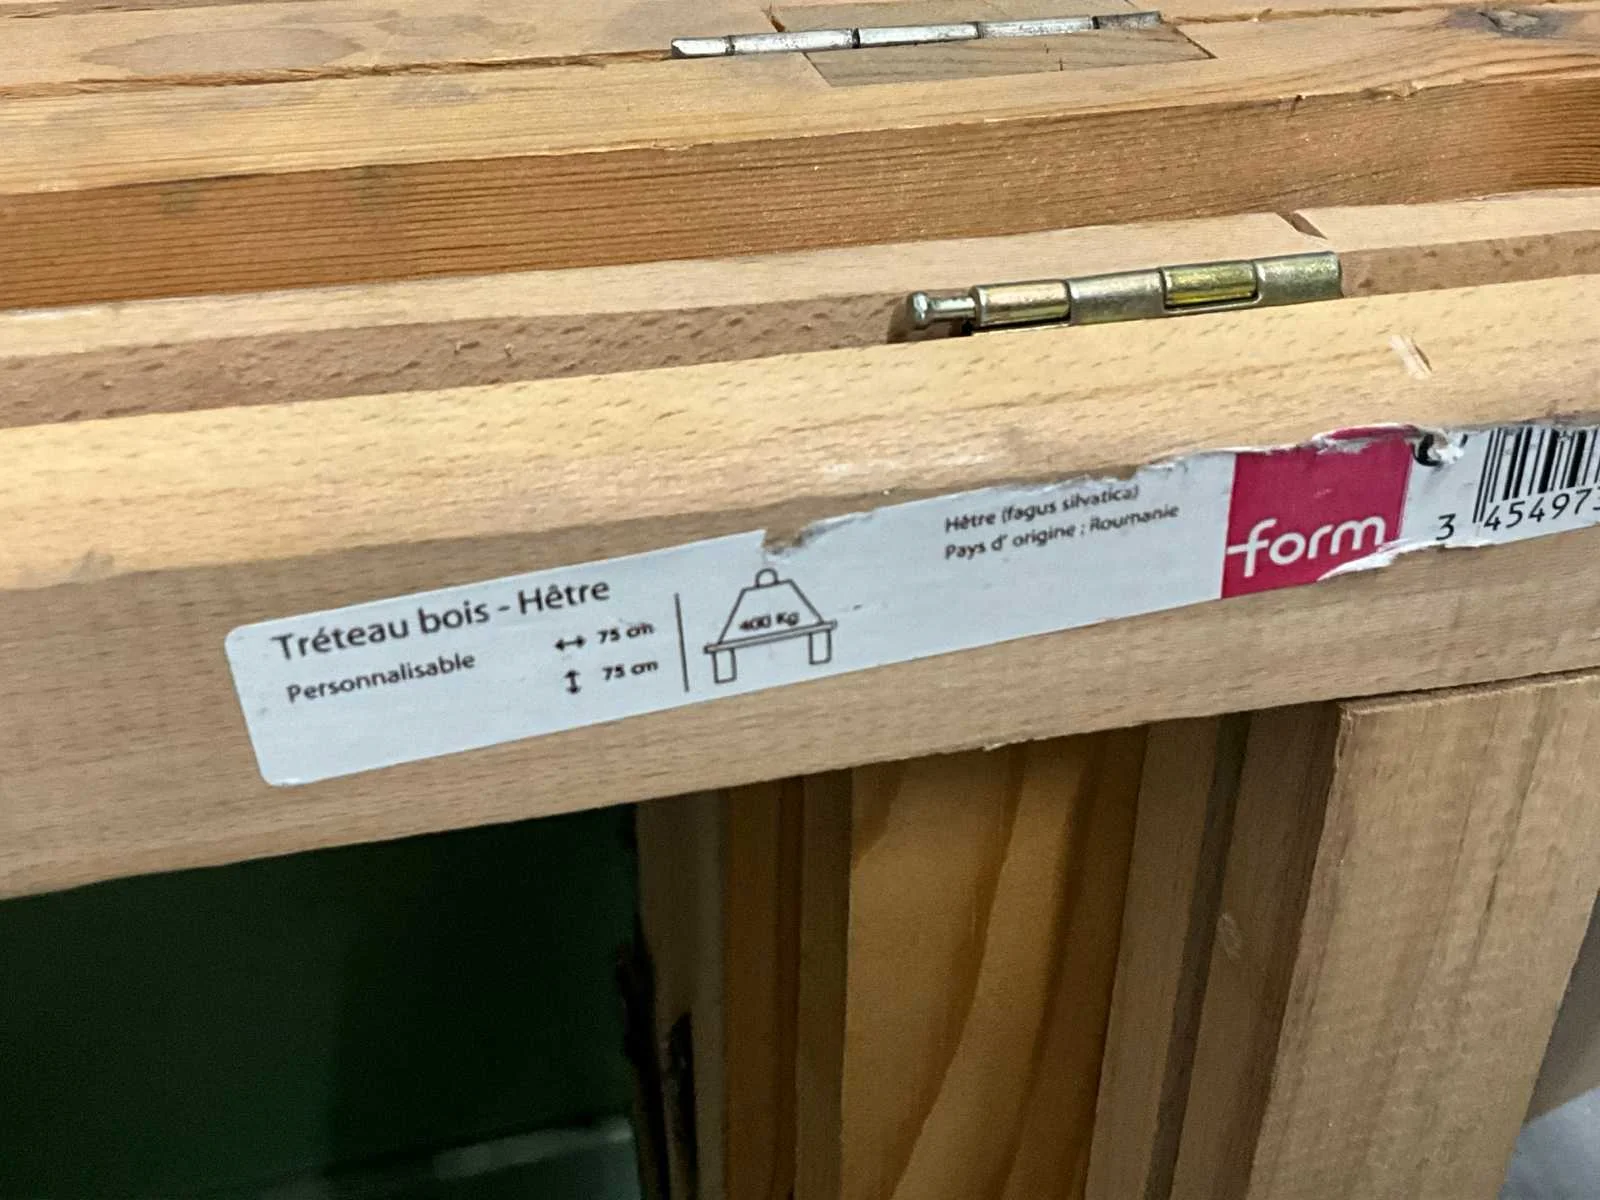 Tréteau bois - Hêtre
Personnalisable
75 cm
75 cm
400 Kg
Hêtre (fagus silvatica)
Pays d' origine : Roumanie
form
3 454973